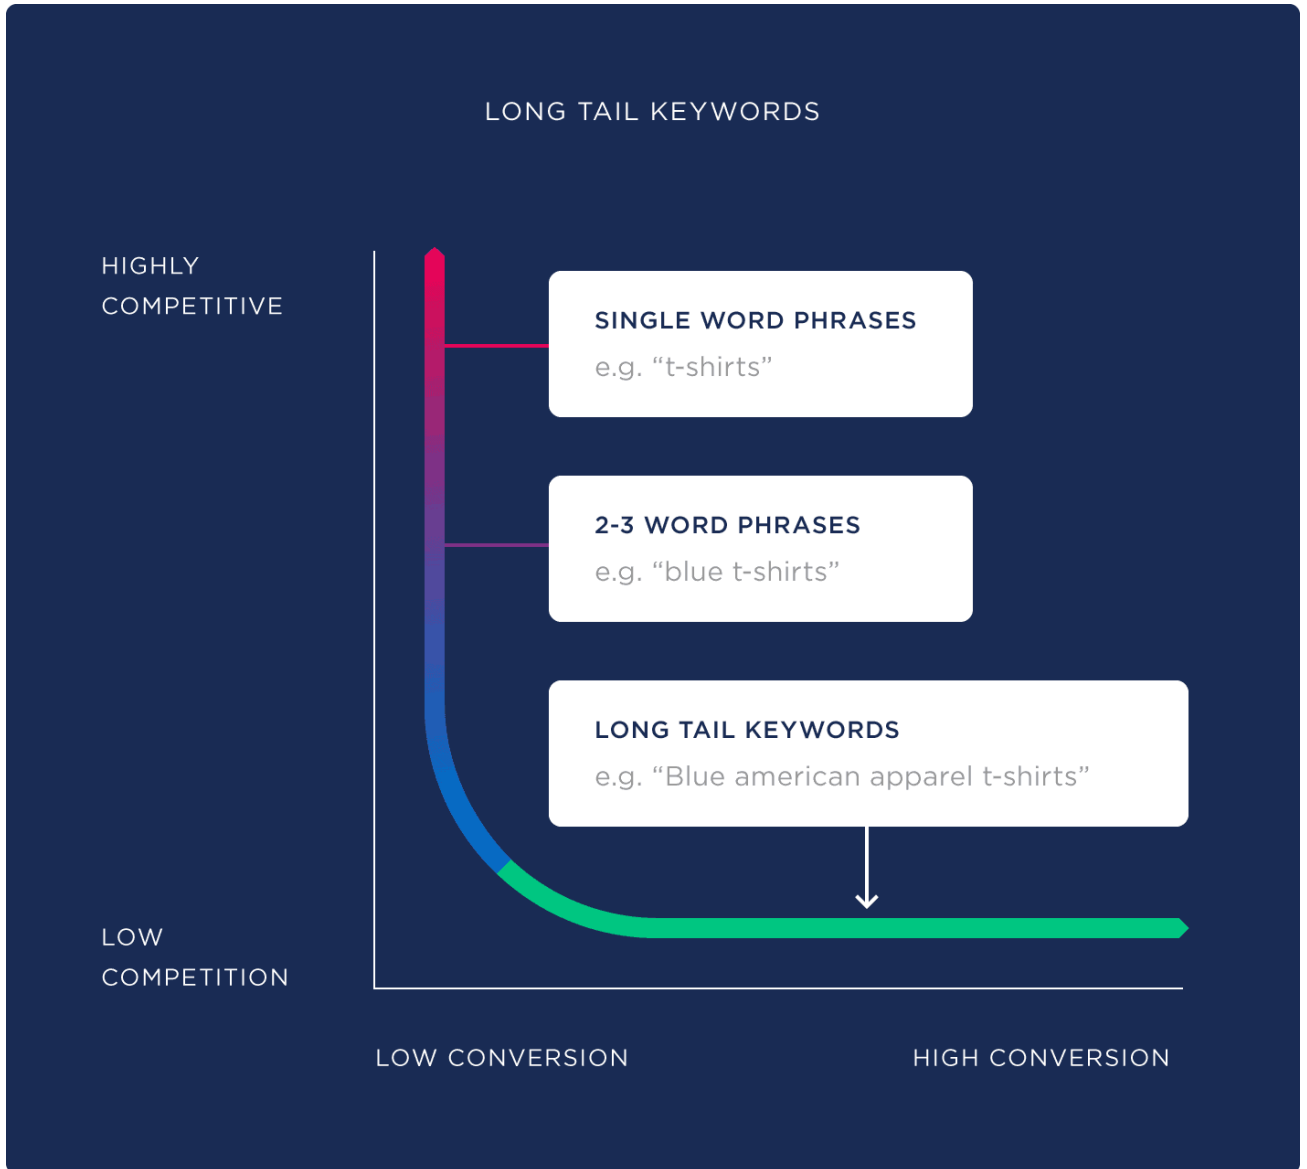 LONG TAIL KEYWORDS
HIGHLY
COMPETITIVE
SINGLE WORD PHRASES
e.g. “t-shirts”
2-3 WORD PHRASES
e.g. “blue t-shirts”
LONG TAIL KEYWORDS
e.g. “Blue american apparel t-shirts”
LOW
COMPETITION
LOW CONVERSION
HIGH CONVERSION